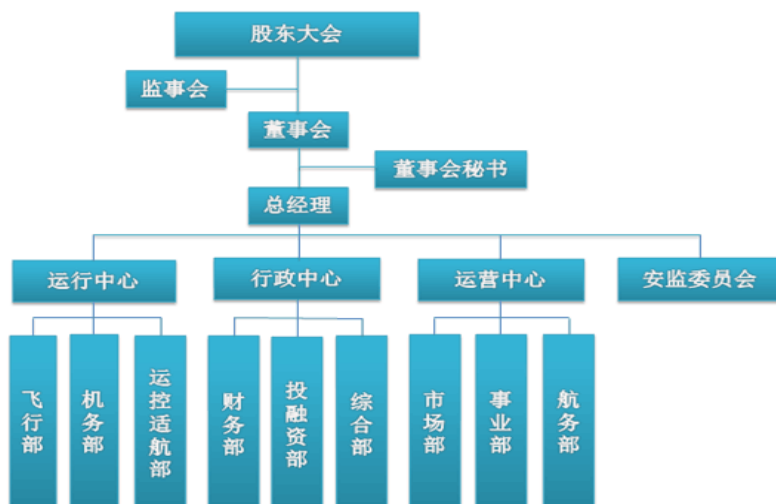 股东大会
监事会
董事会
董事会秘书
总经理
运行中心
行政中心
运营中心
安监委员会
飞行部
机务部
运控适航部
财务部
投融资部
综合部
市场部
事业部
航务部